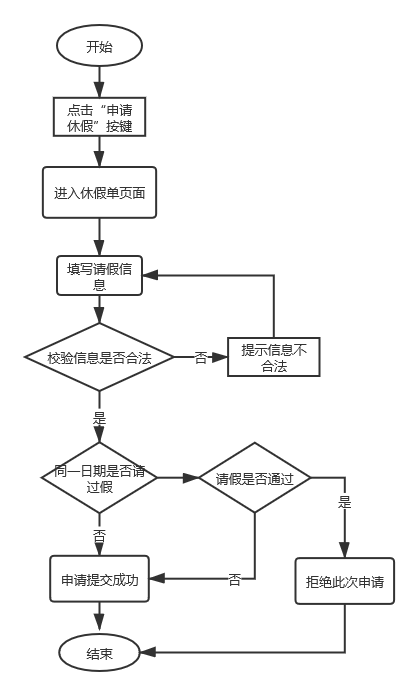 开始
点击“申请
休假”按键
进入休假单页面
填写请假信
息
校验信息是否合法
否
提示信息不
合法
是
同一日期是否请
过假
请假是否通过
是
否
申请提交成功
否
拒绝此次申请
结束